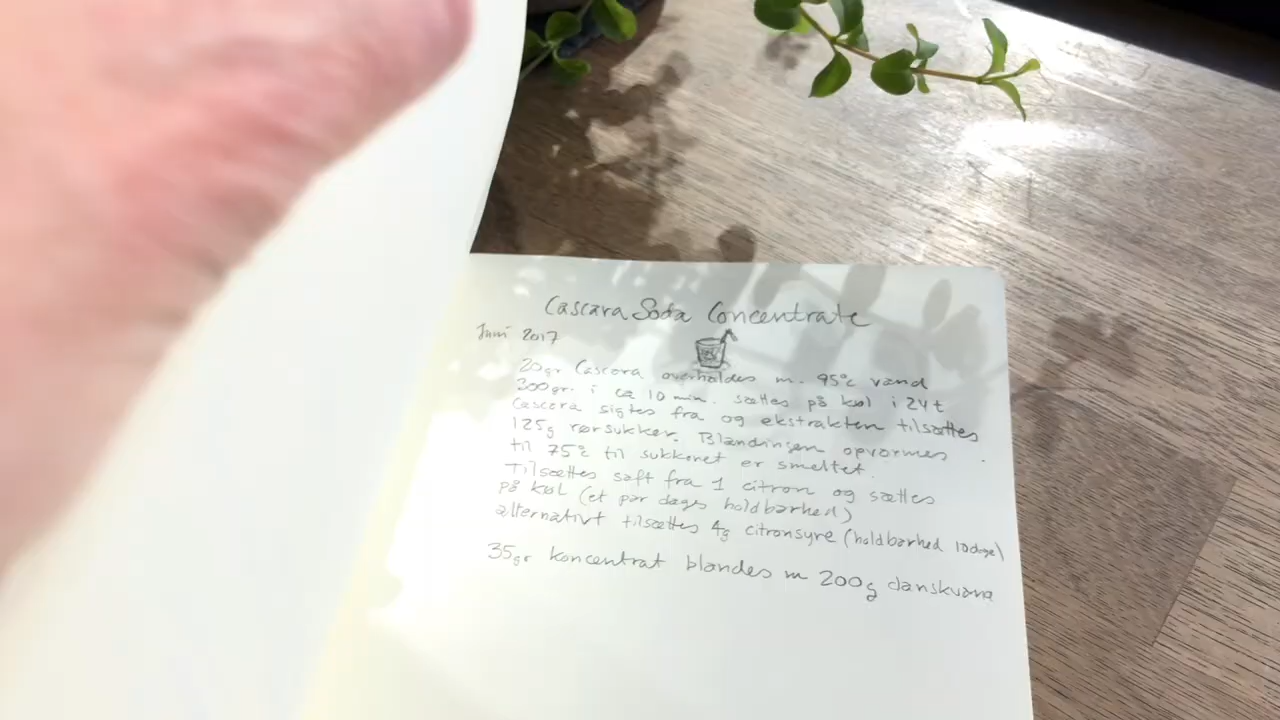 Cascara Soda Concentrate
Juni 2017
20gr Cascara overhældes m. 95°c vand
300gr. i ca 10 min. sættes på køl i 24t
Cascara sigtes fra og ekstrakten tilsættes
125g rørsukker. Blandingen opvarmes
til 75°c til sukkeret er smeltet.
Tilsættes saft fra 1 citron og sættes
på køl (et par dages holdbarhed)
alternativt tilsættes 4g citronsyre (holdbarhed 10dage)
35gr koncentrat blandes m 200g danskvand